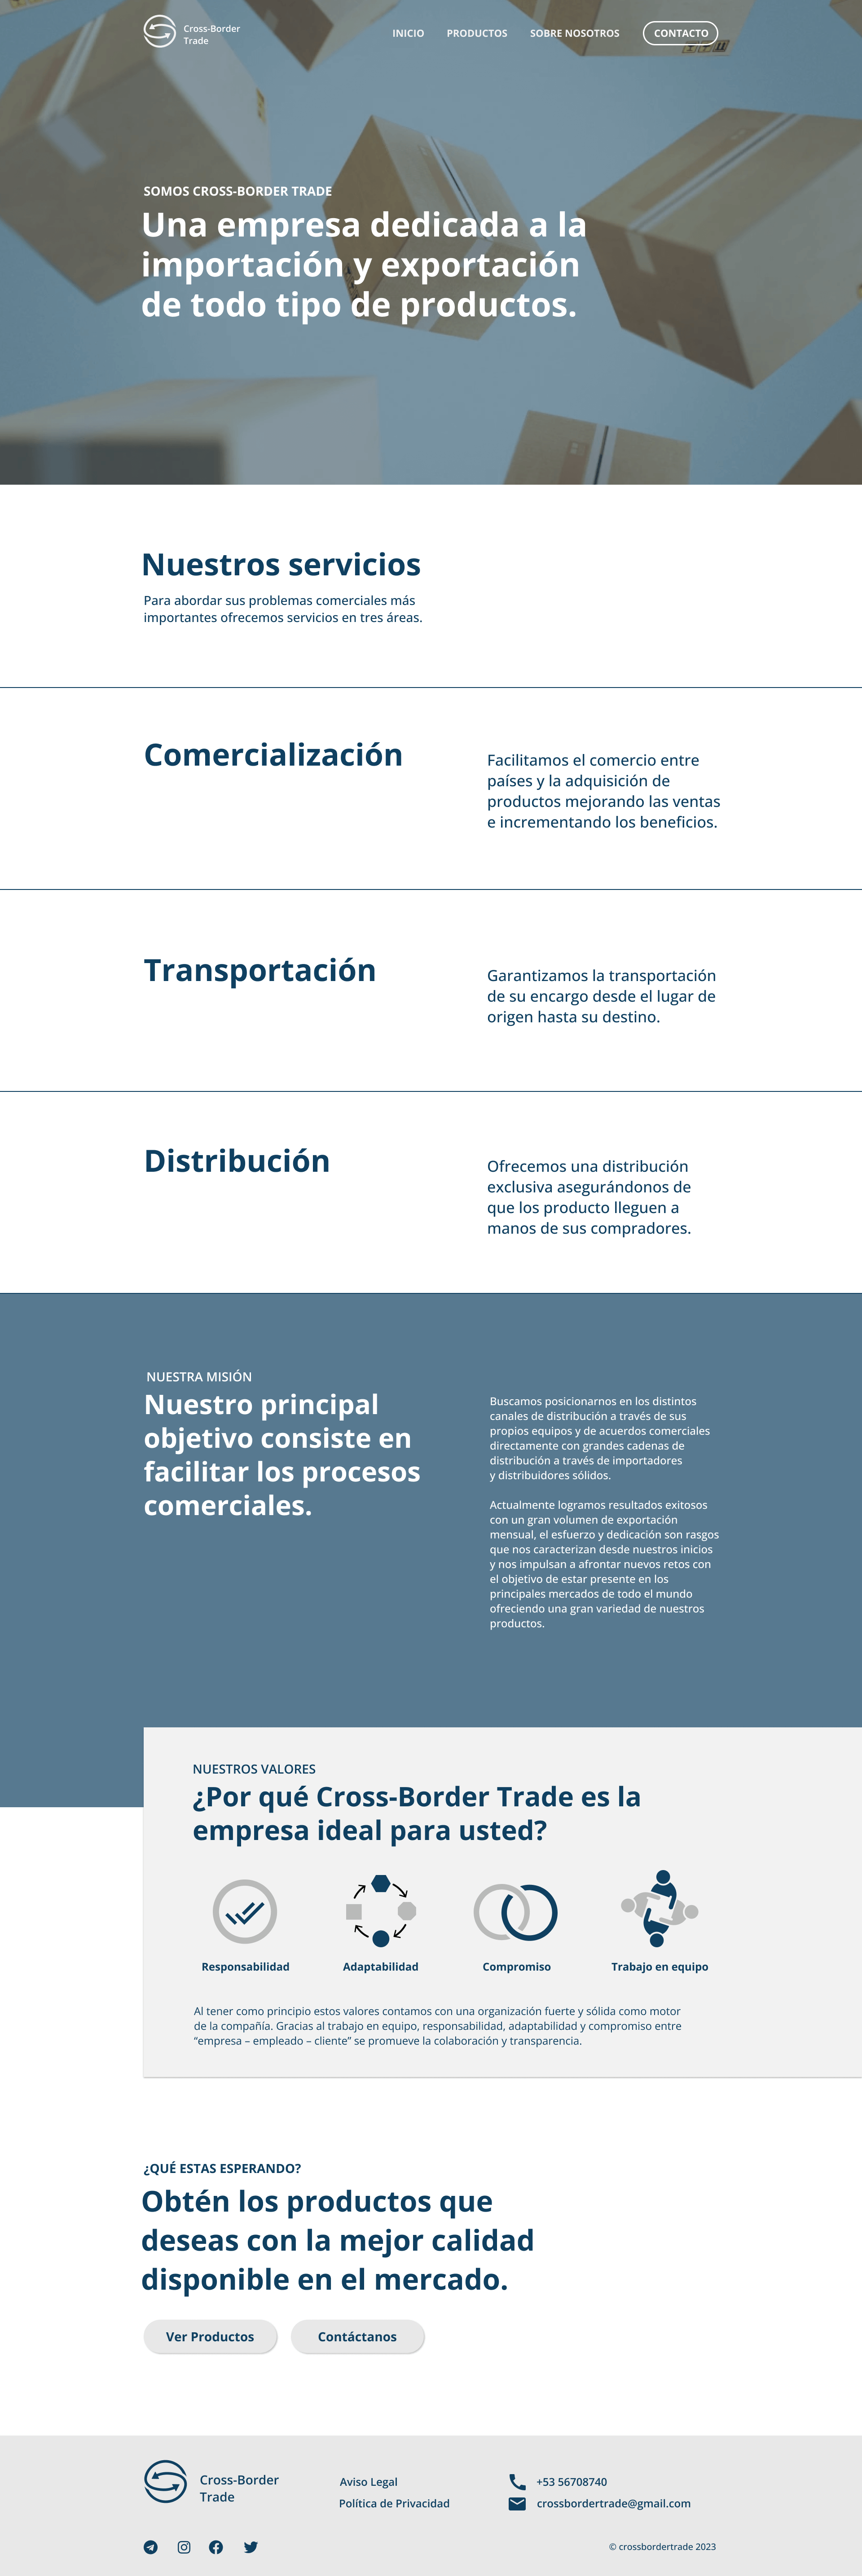 Cross-Border
Trade
INICIO PRODUCTOS SOBRE NOSOTROS CONTACTO
SOMOS CROSS-BORDER TRADE
Una empresa dedicada a la
importación y exportación
de todo tipo de productos.
Nuestros servicios
Para abordar sus problemas comerciales más
importantes ofrecemos servicios en tres áreas.
Comercialización
Facilitamos el comercio entre
países y la adquisición de
productos mejorando las ventas
e incrementando los beneficios.
Transportación
Garantizamos la transportación
de su encargo desde el lugar de
origen hasta su destino.
Distribución
Ofrecemos una distribución
exclusiva asegurándonos de
que los producto lleguen a
manos de sus compradores.
NUESTRA MISIÓN
Nuestro principal
objetivo consiste en
facilitar los procesos
comerciales.
Buscamos posicionarnos en los distintos
canales de distribución a través de sus
propios equipos y de acuerdos comerciales
directamente con grandes cadenas de
distribución a través de importadores
y distribuidores sólidos.
Actualmente logramos resultados exitosos
con un gran volumen de exportación
mensual, el esfuerzo y dedicación son rasgos
que nos caracterizan desde nuestros inicios
y nos impulsan a afrontar nuevos retos con
el objetivo de estar presente en los
principales mercados de todo el mundo
ofreciendo una gran variedad de nuestros
productos.
NUESTROS VALORES
¿Por qué Cross-Border Trade es la
empresa ideal para usted?
Responsabilidad Adaptabilidad Compromiso Trabajo en equipo
Al tener como principio estos valores contamos con una organización fuerte y sólida como motor
de la compañía. Gracias al trabajo en equipo, responsabilidad, adaptabilidad y compromiso entre
“empresa – empleado – cliente” se promueve la colaboración y transparencia.
¿QUÉ ESTAS ESPERANDO?
Obtén los productos que
deseas con la mejor calidad
disponible en el mercado.
Ver Productos Contáctanos
Cross-Border
Trade
Aviso Legal
Política de Privacidad
+53 56708740
crossbordertrade@gmail.com
© crossbordertrade 2023